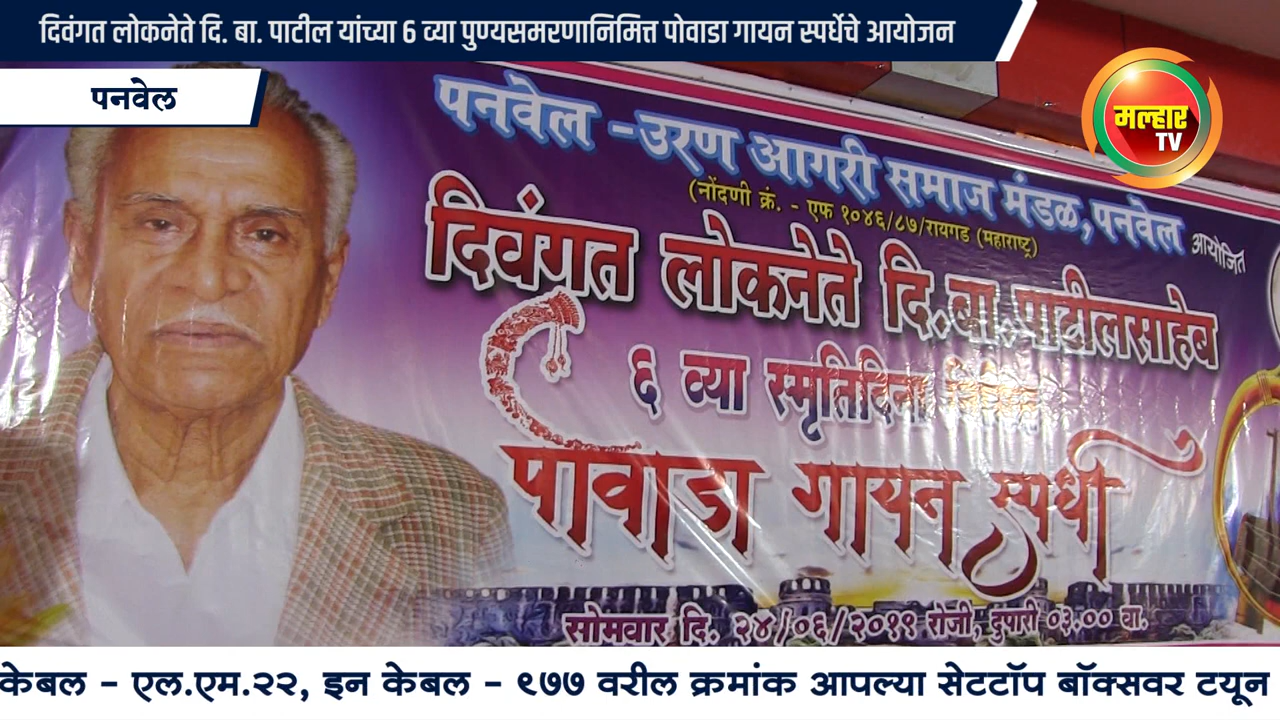 दिवंगत लोकनेते दि. बा. पाटील यांच्या 6 व्या पुण्यसमरणानिमित्त पोवाडा गायन स्पर्धेचे आयोजन
पनवेल
मल्हार
TV
पनवेल - उरण आगरी समाज मंडळ, पनवेल आयोजित
(नोंदणी क्रं. - एफ १०४६/८७/रायगड (महाराष्ट्र)
दिवंगत लोकनेते दि.बा.पाटीलसाहेब
६ व्या स्मृतिदिना
पोवाडा गायन स्पर्धा
सोमवार दि. २४/०६/२०१९ रोजी, दुपारी ०३.०० वा.
केबल - एल.एम.२२, इन केबल - ९७७ वरील क्रमांक आपल्या सेटटॉप बॉक्सवर टयून